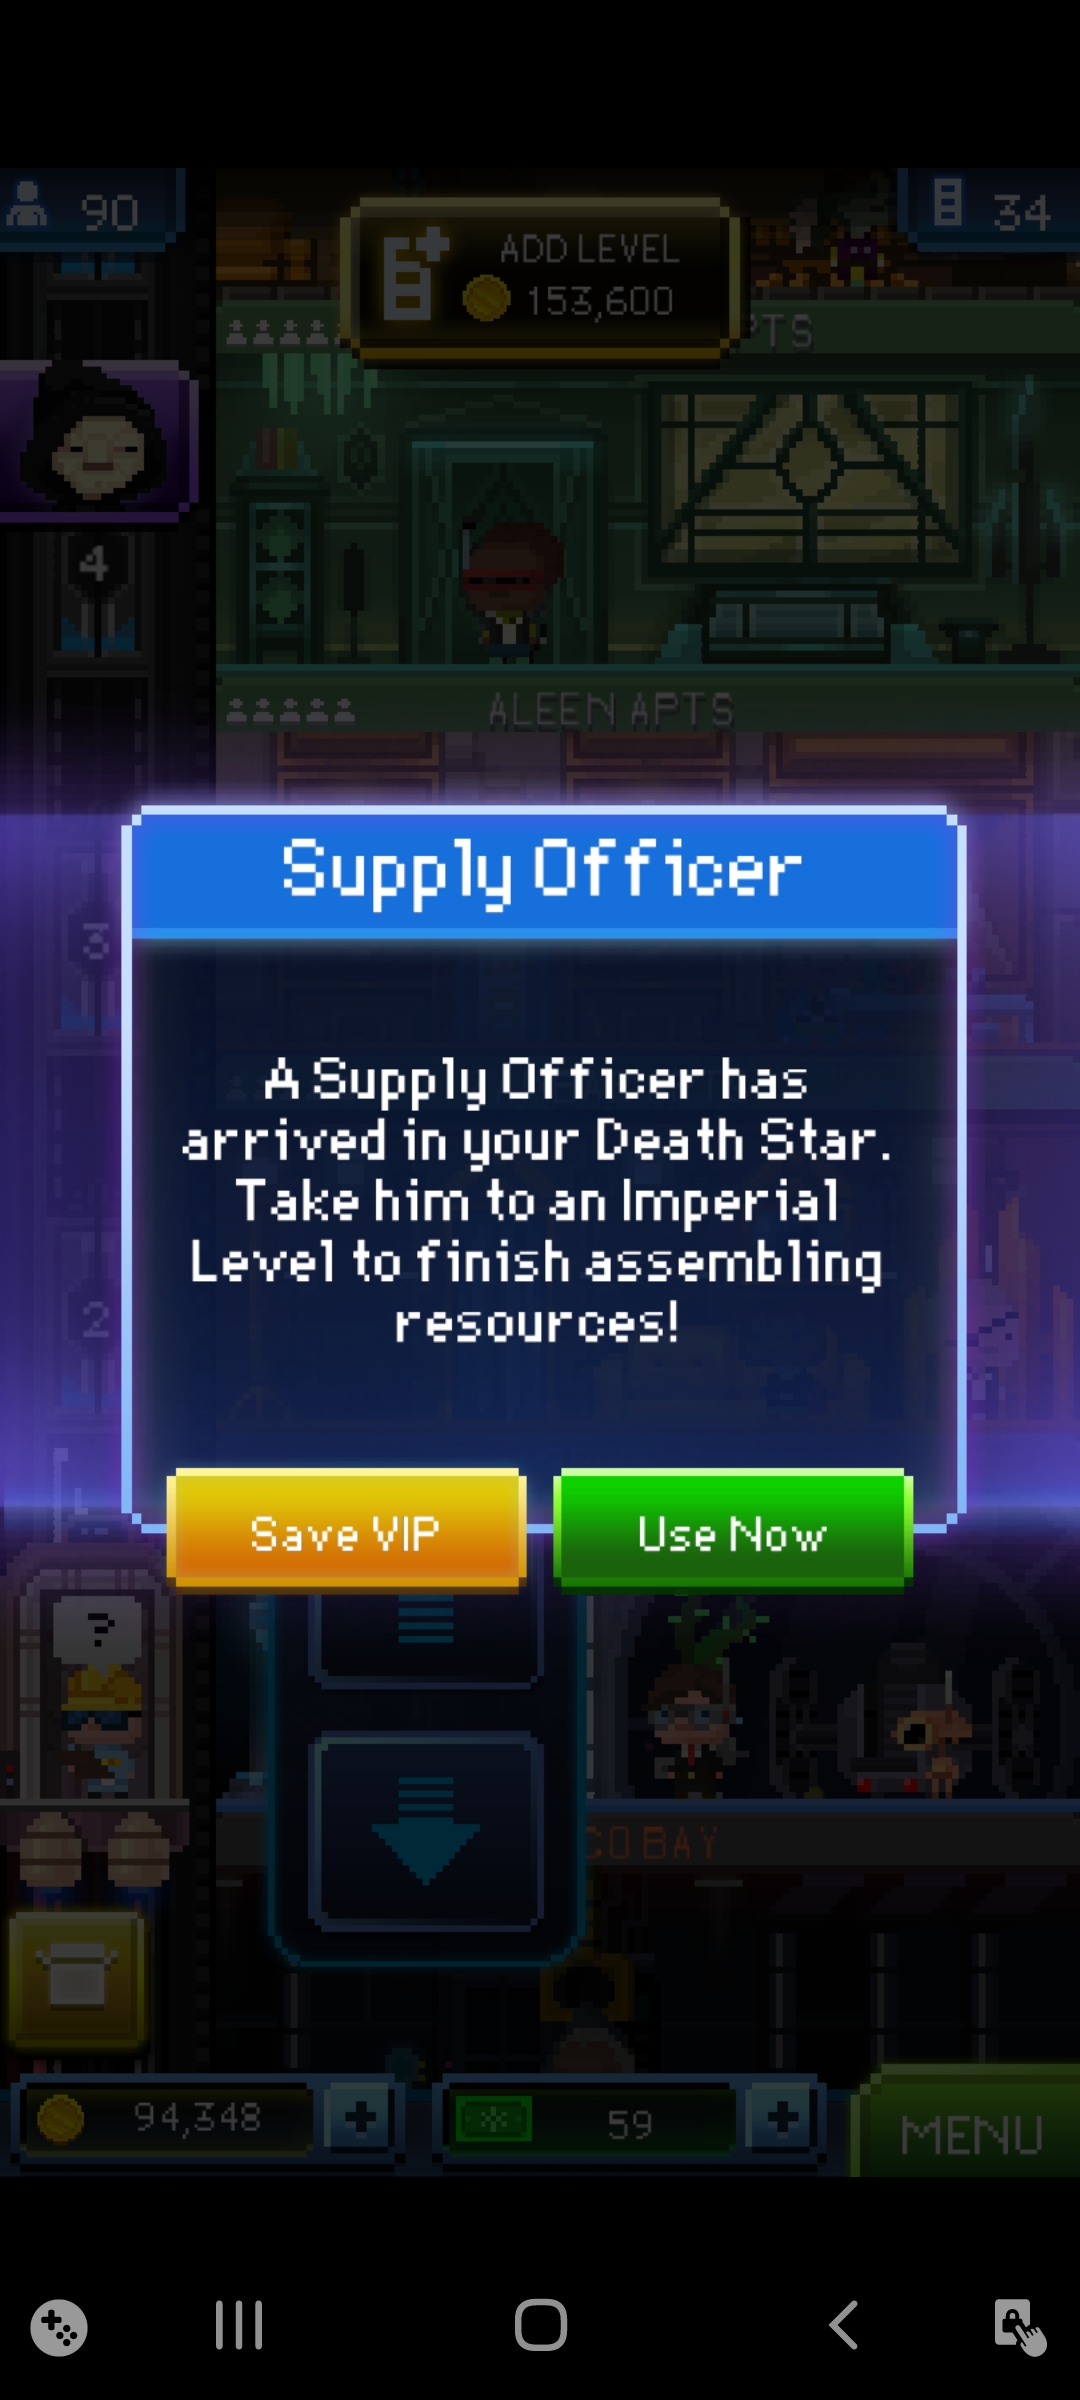 90
ADD LEVEL
153,600
34
PTS
4
ALEEN APTS
Supply Officer
3
A Supply Officer has
arrived in your Death Star.
Take him to an Imperial
Level to finish assembling
resources!
2
Save VIP
Use Now
?
CO BAY
94,348
59
MENU